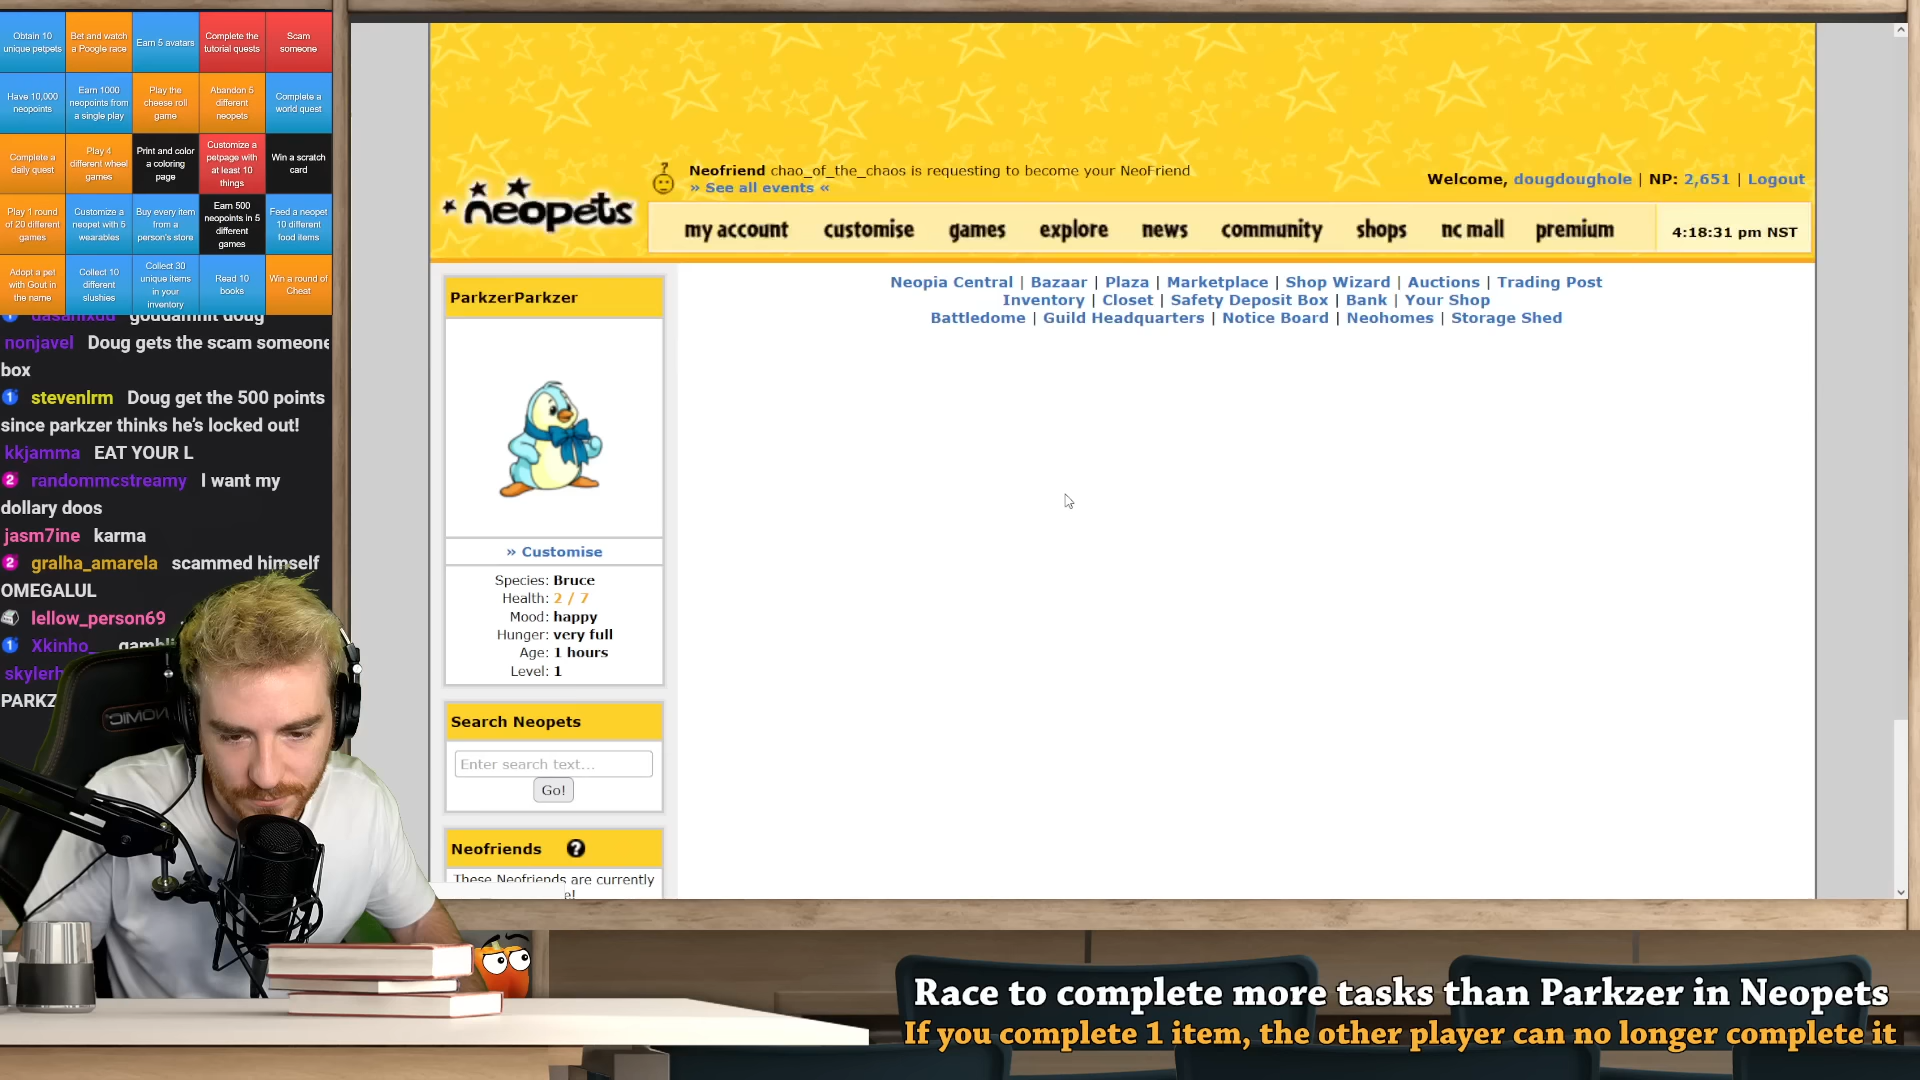 Obtain 10
unique petpets
Bet and watch
a Poogle race
Earn 5 avatars
Complete the
tutorial quests
Scam
someone
Have 10,000
neopoints
Earn 1000
neopoints from
a single play
Play the
cheese roll
game
Abandon 5
different
neopets
Complete a
world quest
Complete a
daily quest
Play 4
different wheel
games
Print and color
a coloring
page
Customize a
petpage with
at least 10
things
Win a scratch
card
Play 1 round
of 20 different
games
Customize a
neopet with 5
wearables
Buy every item
from a
person's store
Earn 500
neopoints in 5
different
games
Feed a neopet
10 different
food items
Adopt a pet
with Gout in
the name
Collect 10
different
slushies
Collect 30
unique items
in your
inventory
Read 10
books
Win a round of
Cheat
goddamnit doug
nonjavel Doug gets the scam someone
box
stevenlrm Doug get the 500 points
since parkzer thinks he's locked out!
kkjamma EAT YOUR L
randommcstreamy I want my
dollary doos
jasm7ine karma
gralha_amarela scammed himself
OMEGALUL
lellow_person69
Xkinho_
PARKZ
neopets
Neofriend chao_of_the_chaos is requesting to become your NeoFriend
» See all events «
Welcome, dougdoughole | NP: 2,651 | Logout
my account customise games explore news community shops nc mall premium
4:18:31 pm NST
ParkzerParkzer
» Customise
Species: Bruce
Health: 2 / 7
Mood: happy
Hunger: very full
Age: 1 hours
Level: 1
Search Neopets
Enter search text...
Go!
Neofriends ?
These Neofriends are currently
Neopia Central | Bazaar | Plaza | Marketplace | Shop Wizard | Auctions | Trading Post
Inventory | Closet | Safety Deposit Box | Bank | Your Shop
Battledome | Guild Headquarters | Notice Board | Neohomes | Storage Shed
Race to complete more tasks than Parkzer in Neopets
If you complete 1 item, the other player can no longer complete it